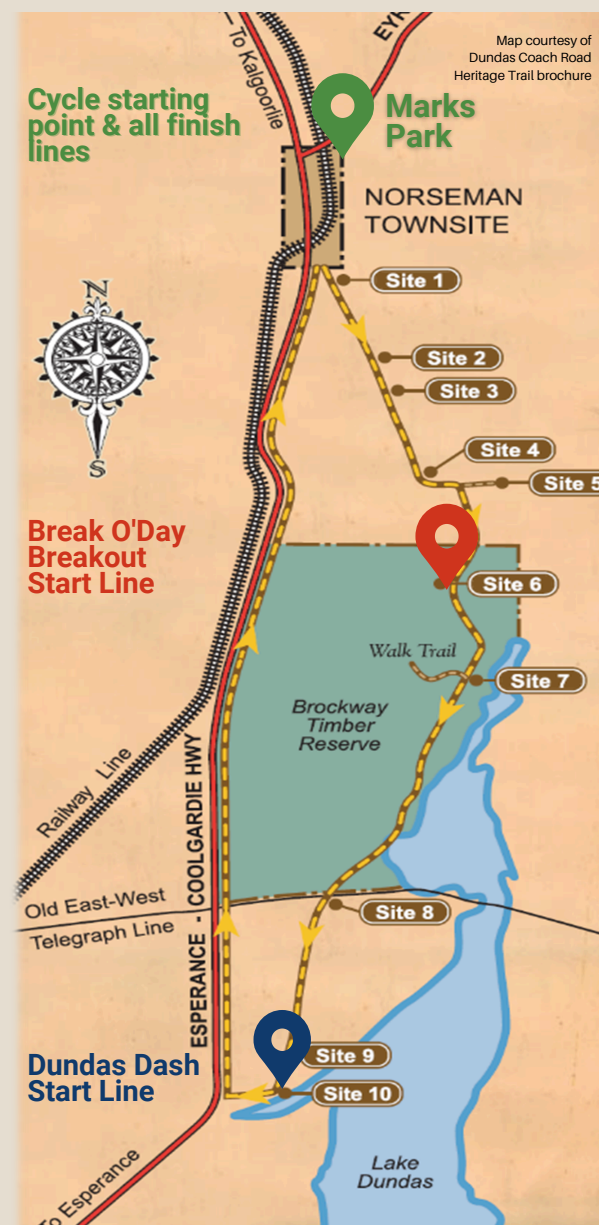 Map courtesy of
Dundas Coach Road
Heritage Trail brochure
EYR
To Kalgoorlie
Cycle starting
point & all finish
lines
Marks
Park
NORSEMAN
TOWNSITE
Site 1
N
Site 2
Site 3
S
Site 4
Site 5
Break O'Day
Breakout
Start Line
Site 6
Walk Trail
Site 7
Brockway
Timber
Reserve
Railway Line
ESPERANCE - COOLGARDIE HWY
Old East-West
Telegraph Line
Site 8
Dundas Dash
Start Line
Site 9
Site 10
Lake
Dundas
To Esperance